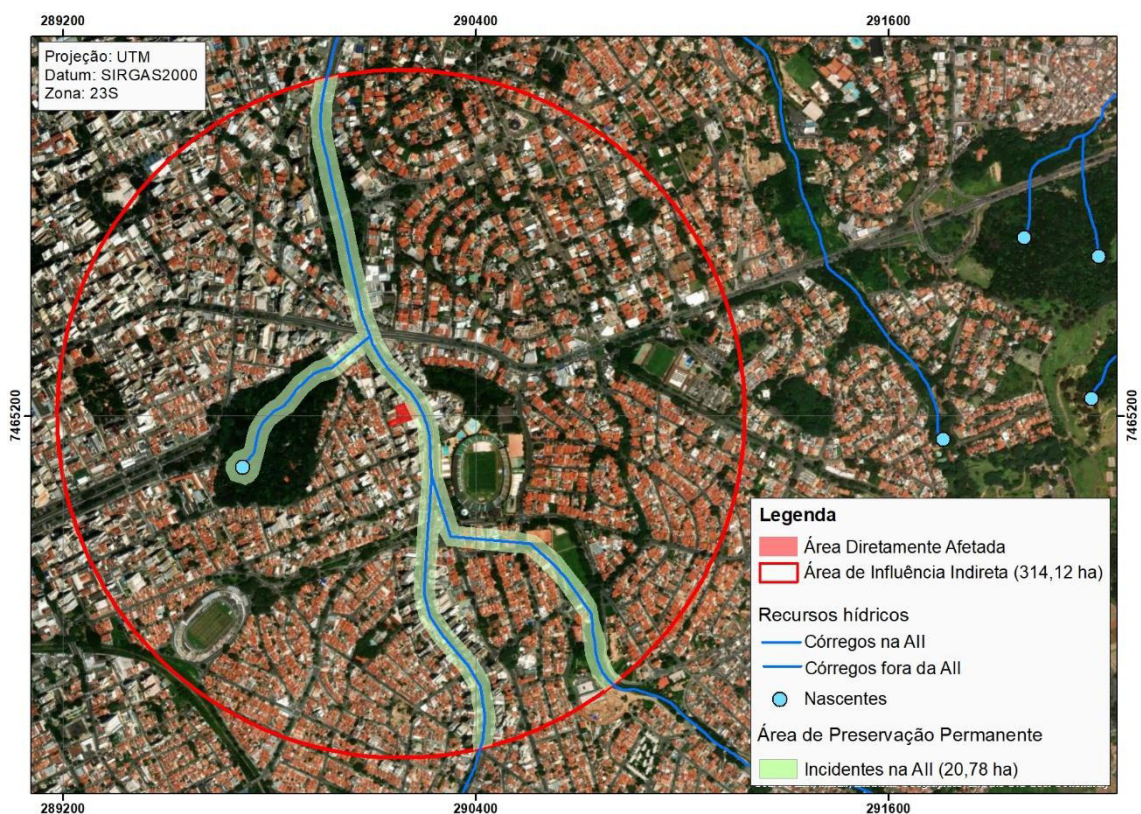 289200
290400
291600
Projeção: UTM
Datum: SIRGAS2000
Zona: 23S
7465200
7465200
Legenda
Área Diretamente Afetada
Área de Influência Indireta (314,12 ha)
Recursos hídricos
Córregos na AII
Córregos fora da AII
Nascentes
Área de Preservação Permanente
Incidentes na AII (20,78 ha)
289200
290400
291600